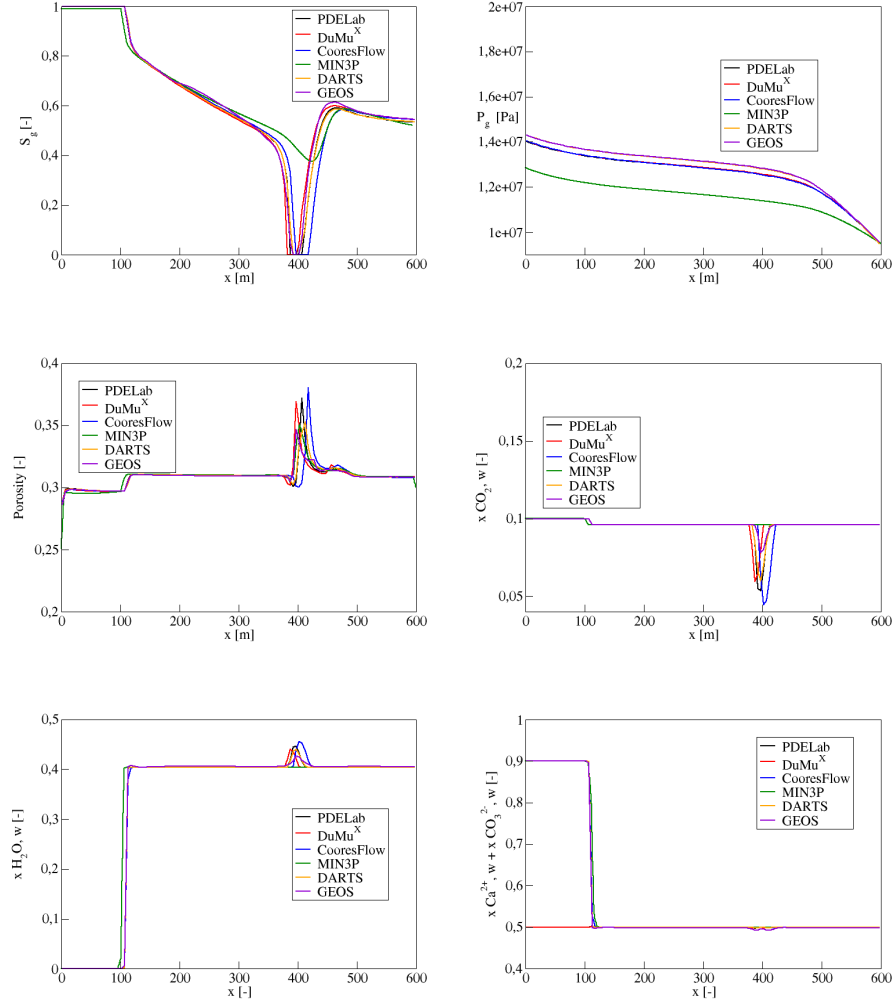 1
0,8
0,6
0,4
0,2
0
S_g [-]
0 100 200 300 400 500 600
x [m]
PDELab
DuMu^X
CooresFlow
MIN3P
DARTS
GEOS
2e+07
1,8e+07
1,6e+07
P_g [Pa]
1,4e+07
1,2e+07
1e+07
0 100 200 300 400 500 600
x [m]
PDELab
DuMu^X
CooresFlow
MIN3P
DARTS
GEOS
0,4
0,35
0,3
0,25
0,2
Porosity [-]
0 100 200 300 400 500 600
x [m]
PDELab
DuMu^X
CooresFlow
MIN3P
DARTS
GEOS
0,2
0,15
0,1
0,05
x CO_2, w [-]
0 100 200 300 400 500 600
x [m]
PDELab
DuMu^X
CooresFlow
MIN3P
DARTS
GEOS
0,5
0,4
0,3
0,2
0,1
0
x H_2O, w [-]
0 100 200 300 400 500 600
x [-]
PDELab
DuMu^X
CooresFlow
MIN3P
DARTS
GEOS
1
0,9
0,8
0,7
0,6
0,5
0,4
x Ca^2+, w + x CO_3^2-, w [-]
0 100 200 300 400 500 600
x [-]
PDELab
DuMu^X
CooresFlow
MIN3P
DARTS
GEOS